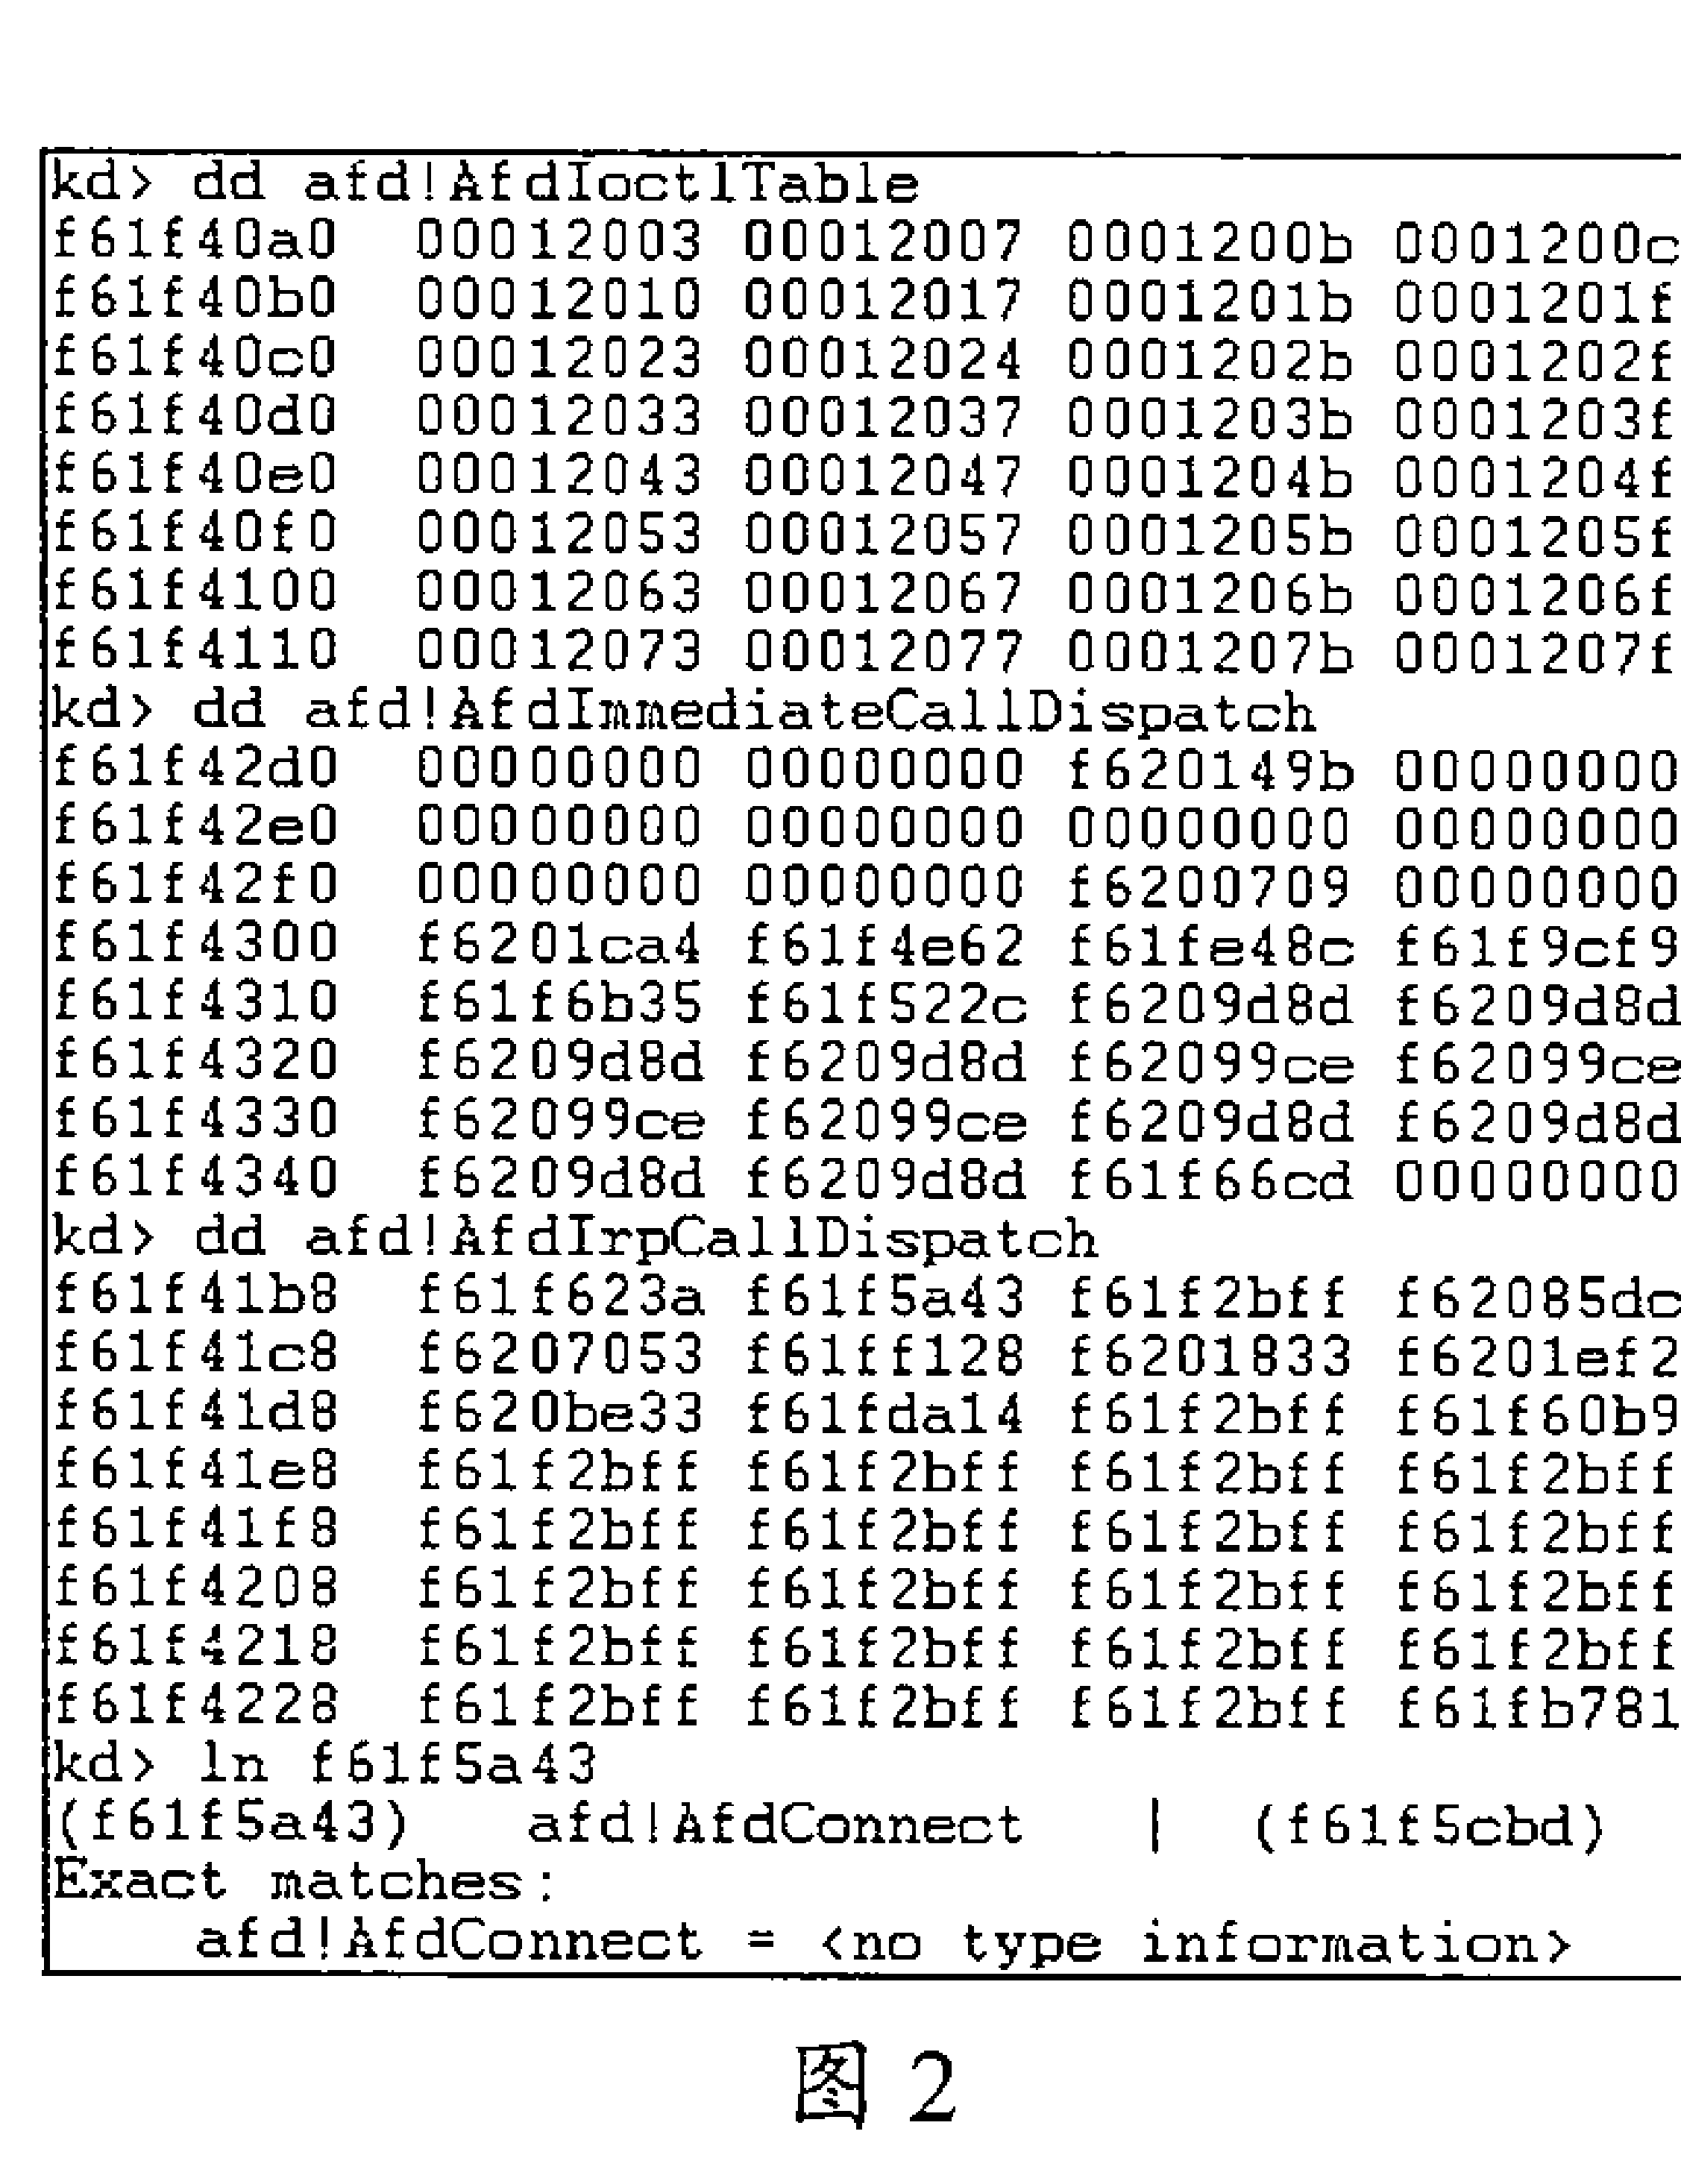 kd> dd afd!AfdIoctlTable
f61f40a0  00012003 00012007 0001200b 0001200c
f61f40b0  00012010 00012017 0001201b 0001201f
f61f40c0  00012023 00012024 0001202b 0001202f
f61f40d0  00012033 00012037 0001203b 0001203f
f61f40e0  00012043 00012047 0001204b 0001204f
f61f40f0  00012053 00012057 0001205b 0001205f
f61f4100  00012063 00012067 0001206b 0001206f
f61f4110  00012073 00012077 0001207b 0001207f
kd> dd afd!AfdImmediateCallDispatch
f61f42d0  00000000 00000000 f620149b 00000000
f61f42e0  00000000 00000000 00000000 00000000
f61f42f0  00000000 00000000 f6200709 00000000
f61f4300  f6201ca4 f61f4e62 f61fe48c f61f9cf9
f61f4310  f61f6b35 f61f522c f6209d8d f6209d8d
f61f4320  f6209d8d f6209d8d f62099ce f62099ce
f61f4330  f62099ce f62099ce f6209d8d f6209d8d
f61f4340  f6209d8d f6209d8d f61f66cd 00000000
kd> dd afd!AfdIrpCallDispatch
f61f41b8  f61f623a f61f5a43 f61f2bff f62085dc
f61f41c8  f6207053 f61ff128 f6201833 f6201ef2
f61f41d8  f620be33 f61fda14 f61f2bff f61f60b9
f61f41e8  f61f2bff f61f2bff f61f2bff f61f2bff
f61f41f8  f61f2bff f61f2bff f61f2bff f61f2bff
f61f4208  f61f2bff f61f2bff f61f2bff f61f2bff
f61f4218  f61f2bff f61f2bff f61f2bff f61f2bff
f61f4228  f61f2bff f61f2bff f61f2bff f61fb781
kd> ln f61f5a43
(f61f5a43)   afd!AfdConnect   |  (f61f5cbd)
Exact matches:
    afd!AfdConnect = <no type information>
图 2